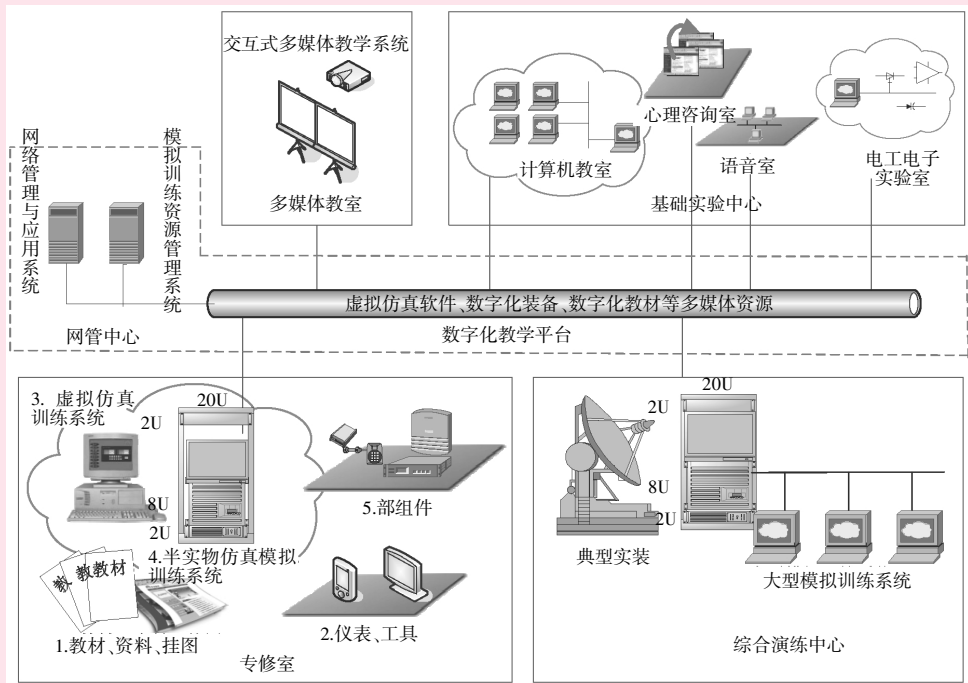 交互式多媒体教学系统
多媒体教室
计算机教室
心理咨询室
语音室
电工电子
实验室
基础实验中心
网络管理与应用系统
模拟训练资源管理系统
网管中心
虚拟仿真软件、数字化装备、数字化教材等多媒体资源
数字化教学平台
3. 虚拟仿真
训练系统
20U
2U
8U
2U
4.半实物仿真模拟
训练系统
5.部组件
教
教教材
1.教材、资料、挂图
2.仪表、工具
专修室
20U
2U
8U
2U
典型实装
大型模拟训练系统
综合演练中心